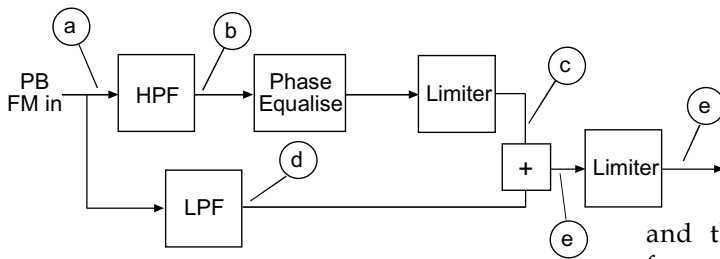 a
b
PB
FM in
HPF
Phase
Equalise
Limiter
c
+
Limiter
e
LPF
d
e
and th